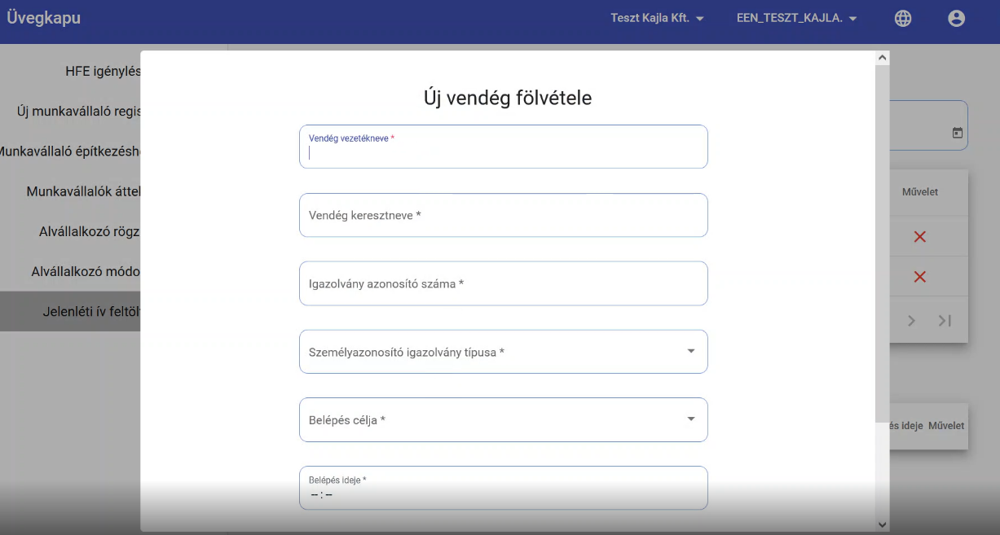 Üvegkapu
Teszt Kajla Kft.
EEN_TESZT_KAJLA.
HFE igénylés
Új munkavállaló regis
Munkavállaló építkezésh
Munkavállalók áttel
Alvállalkozó rögz
Alvállalkozó módo
Jelenléti ív feltölt
Új vendég fölvétele
Vendég vezetékneve *
Vendég keresztneve *
Igazolvány azonosító száma *
Személyazonosító igazolvány típusa *
Belépés célja *
Belépés ideje *
-- : --
Művelet
és ideje Művelet